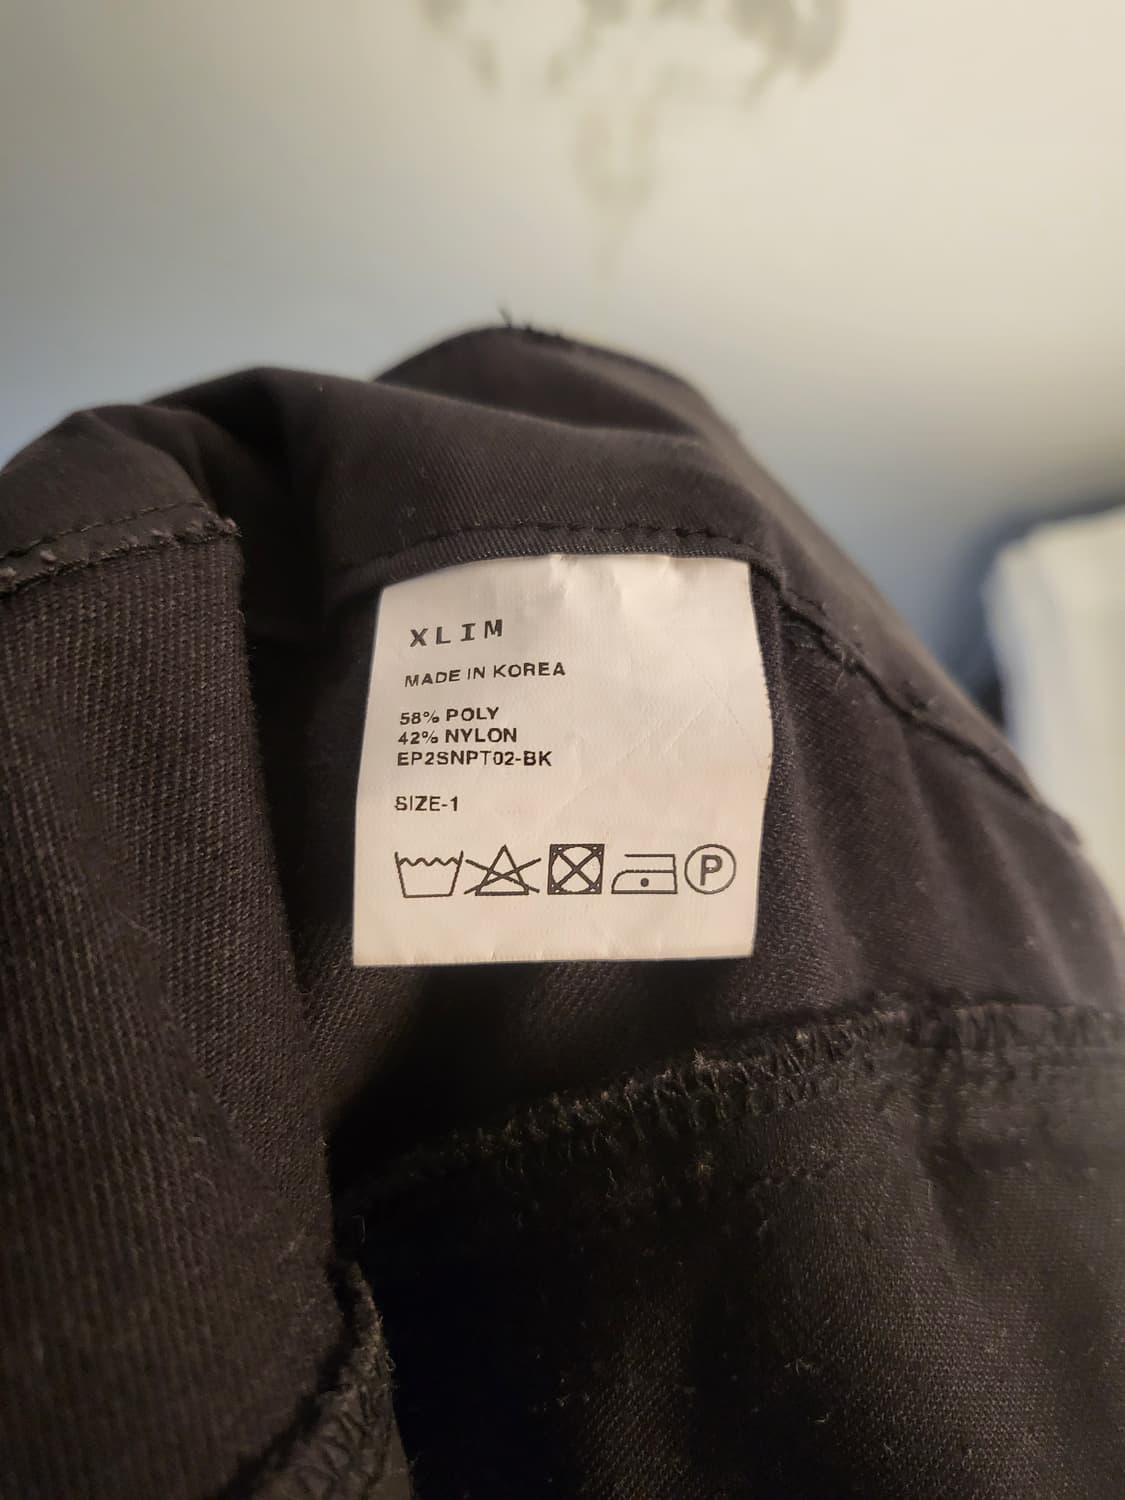 XLIM
MADE IN KOREA
58% POLY
42% NYLON
EP2SNPT02-BK
SIZE-1
P